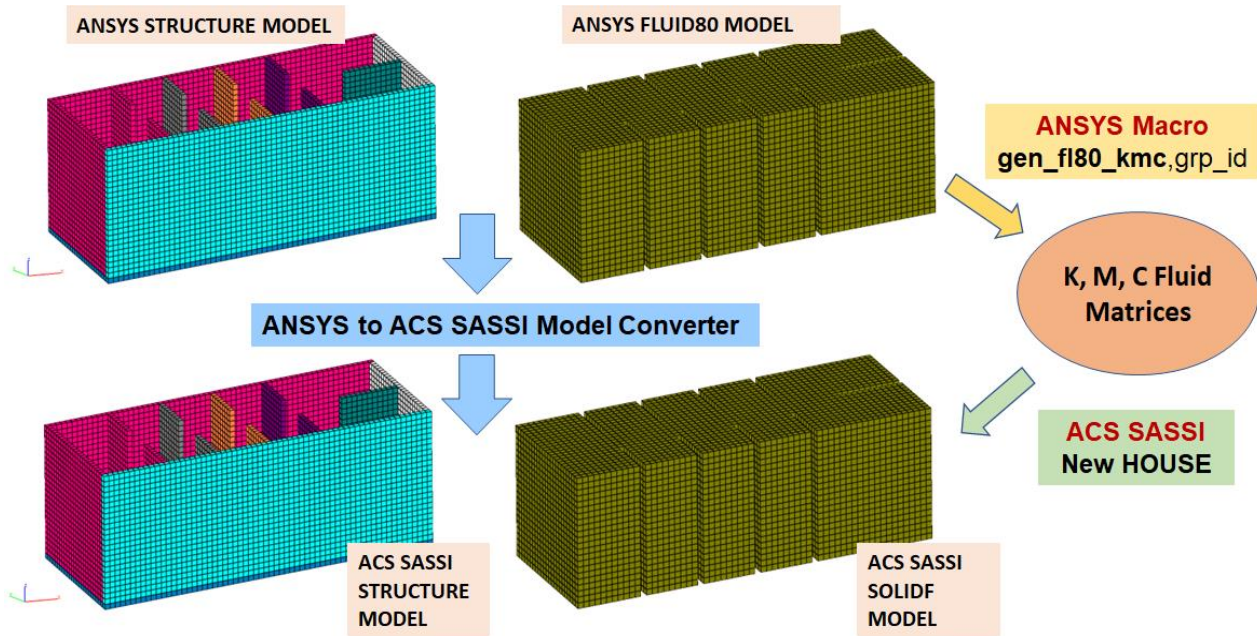 ANSYS STRUCTURE MODEL
ANSYS FLUID80 MODEL
ANSYS Macro
gen_fl80_kmc,grp_id
K, M, C Fluid
Matrices
ANSYS to ACS SASSI Model Converter
ACS SASSI
New HOUSE
ACS SASSI
STRUCTURE
MODEL
ACS SASSI
SOLIDF
MODEL